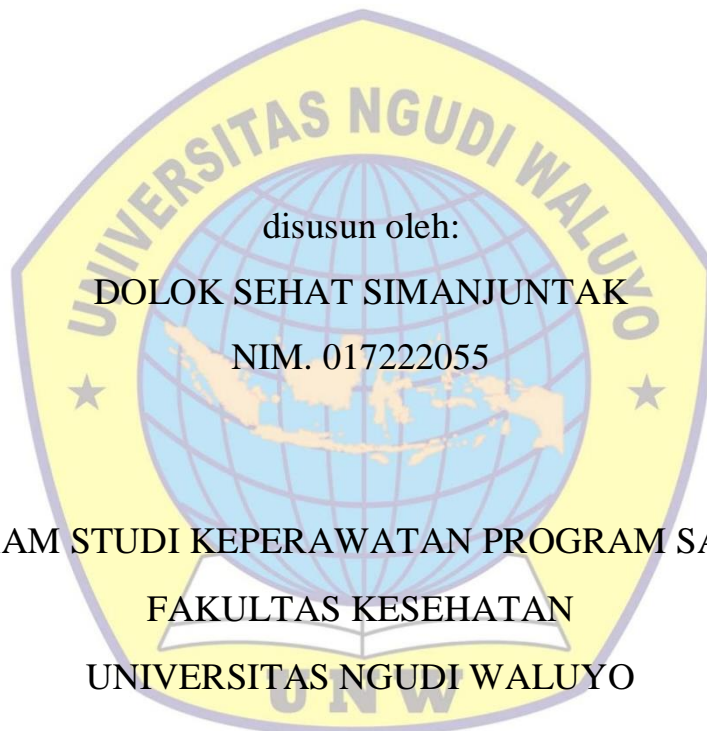 UNIVERSITAS NGUDI WALUYO
disusun oleh:
DOLOK SEHAT SIMANJUNTAK
NIM. 017222055
AM STUDI KEPERAWATAN PROGRAM SA
FAKULTAS KESEHATAN
UNIVERSITAS NGUDI WALUYO
UNW